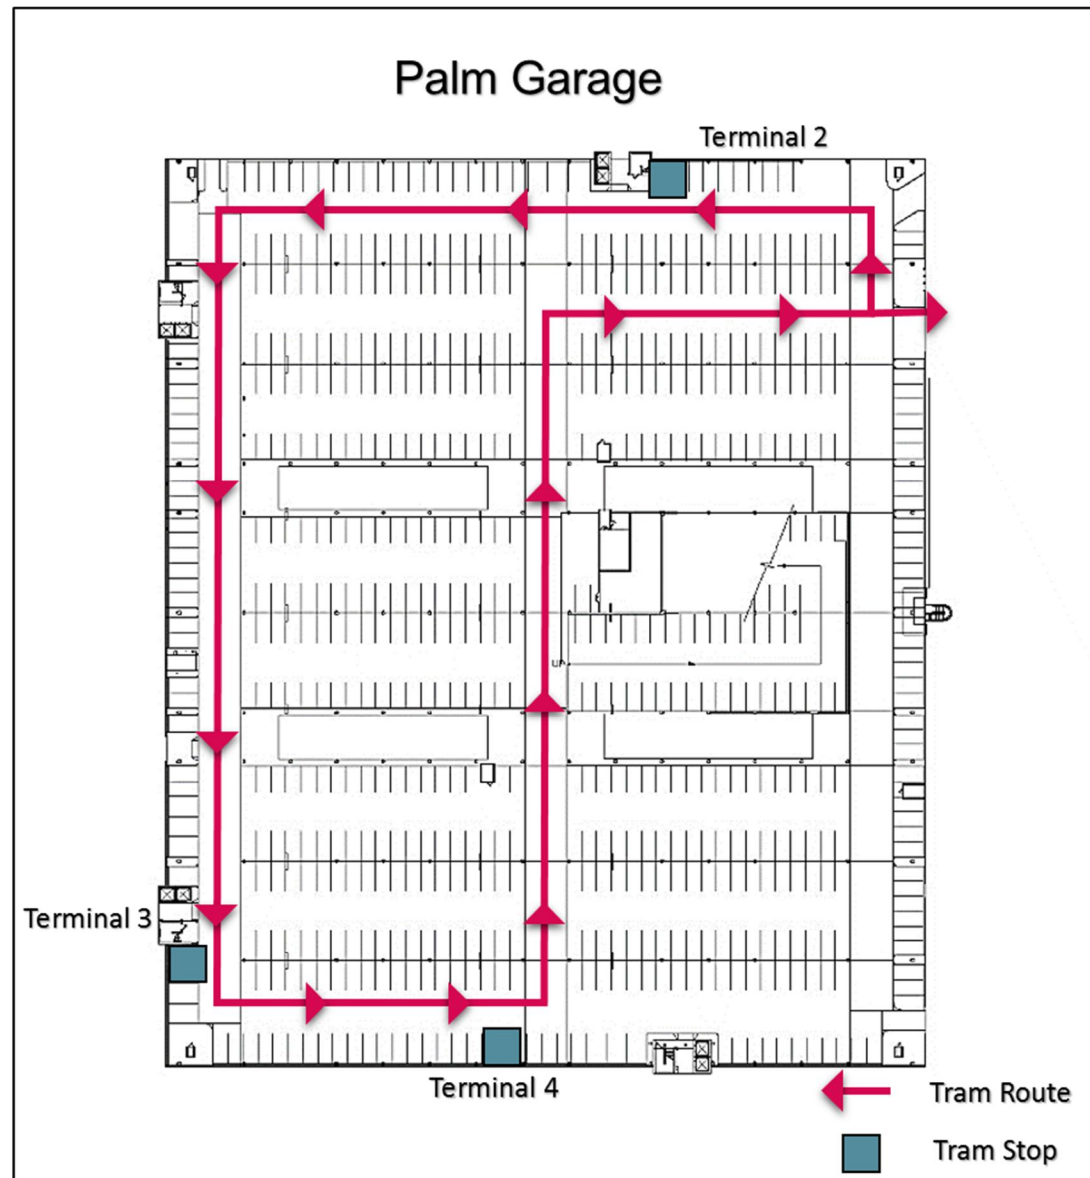 Palm Garage
Terminal 2
UP
Terminal 3
Terminal 4
Tram Route
Tram Stop